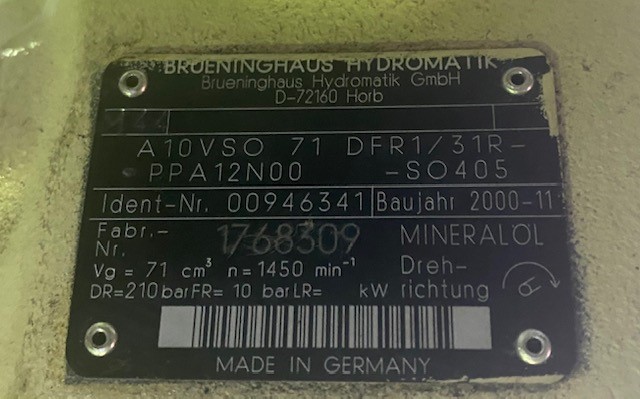 BRUENINGHAUS HYDROMATIK
Brueninghaus Hydromatik GmbH
D-72160 Horb
A10VSO 71 DFR1/31R-
PPA12N00 -SO405
Ident-Nr. 00946341 Baujahr 2000-11
Fabr.-Nr. 1768309 MINERALÖL
Vg = 71 cm³ n=1450 min⁻¹ Dreh-
DR=210 bar FR= 10 bar LR= kW richtung
MADE IN GERMANY